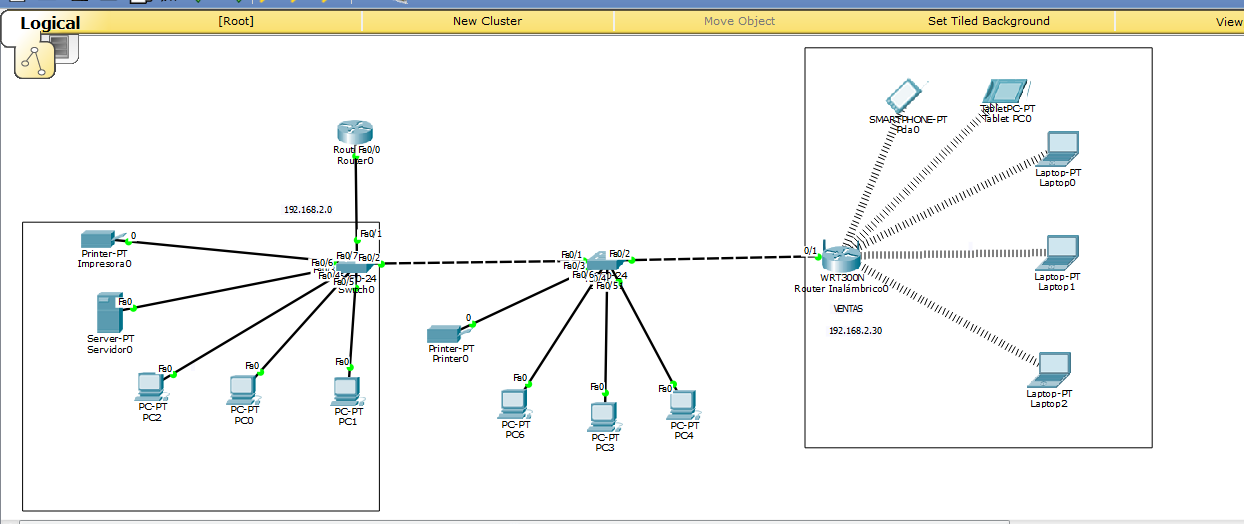 Logical
[Root]
New Cluster
Move Object
Set Tiled Background
View
SMARTPHONE-PT
Pda0
TabletPC-PT
Tablet PC0
Fa0/0
Router0
Laptop-PT
Laptop0
192.168.2.0
Fa0/1
0
Printer-PT
Impresora0
Fa0/7
Fa0/2
Fa0/6
Fa0/5
Switch0
Fa0/1
Fa0/2
Fa0/3
Fa0/5
0/1
WRT300N
Router Inalámbrico0
Laptop-PT
Laptop1
Fa0
Server-PT
Servidor0
VENTAS
192.168.2.30
0
Printer-PT
Printer0
Fa0
PC-PT
PC2
Fa0
PC-PT
PC0
Fa0
PC-PT
PC1
Fa0
PC-PT
PC6
Fa0
PC-PT
PC3
Fa0
PC-PT
PC4
Laptop-PT
Laptop2